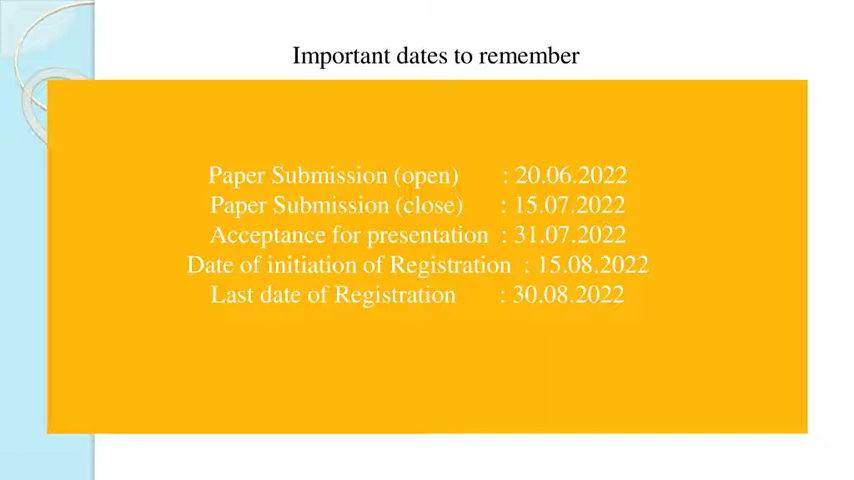 Important dates to remember
Paper Submission (open) : 20.06.2022
Paper Submission (close) : 15.07.2022
Acceptance for presentation : 31.07.2022
Date of initiation of Registration : 15.08.2022
Last date of Registration : 30.08.2022